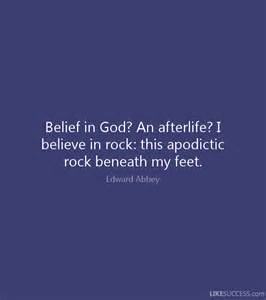 Belief in God? An afterlife? I
believe in rock: this apodictic
rock beneath my feet.
Edward Abbey
LIKESUCCESS.com